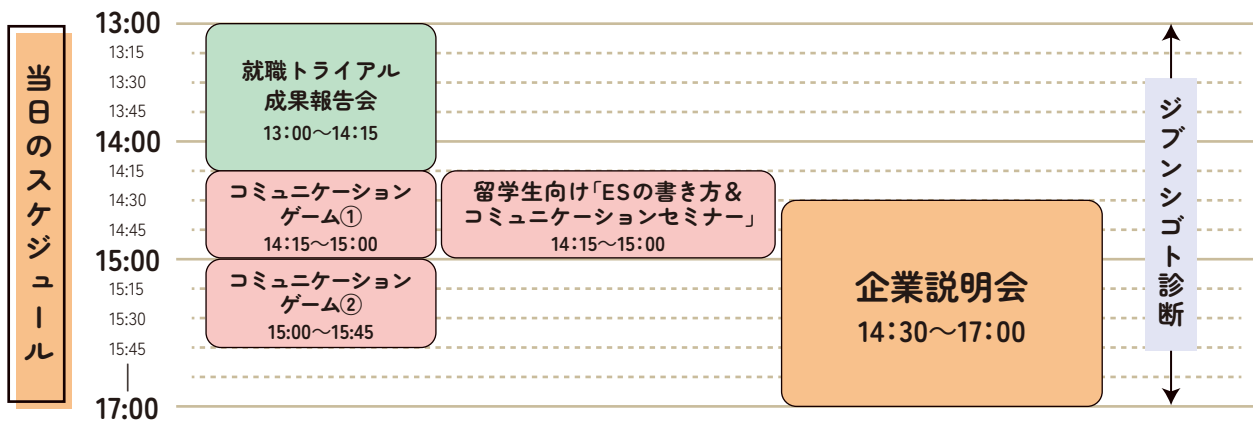 当日のスケジュール
13:00
13:15
13:30
13:45
14:00
14:15
14:30
14:45
15:00
15:15
15:30
15:45
17:00
就職トライアル
成果報告会
13:00〜14:15
コミュニケーション
ゲーム①
14:15〜15:00
コミュニケーション
ゲーム②
15:00〜15:45
留学生向け「ESの書き方&
コミュニケーションセミナー」
14:15〜15:00
企業説明会
14:30〜17:00
ジブンシゴト診断